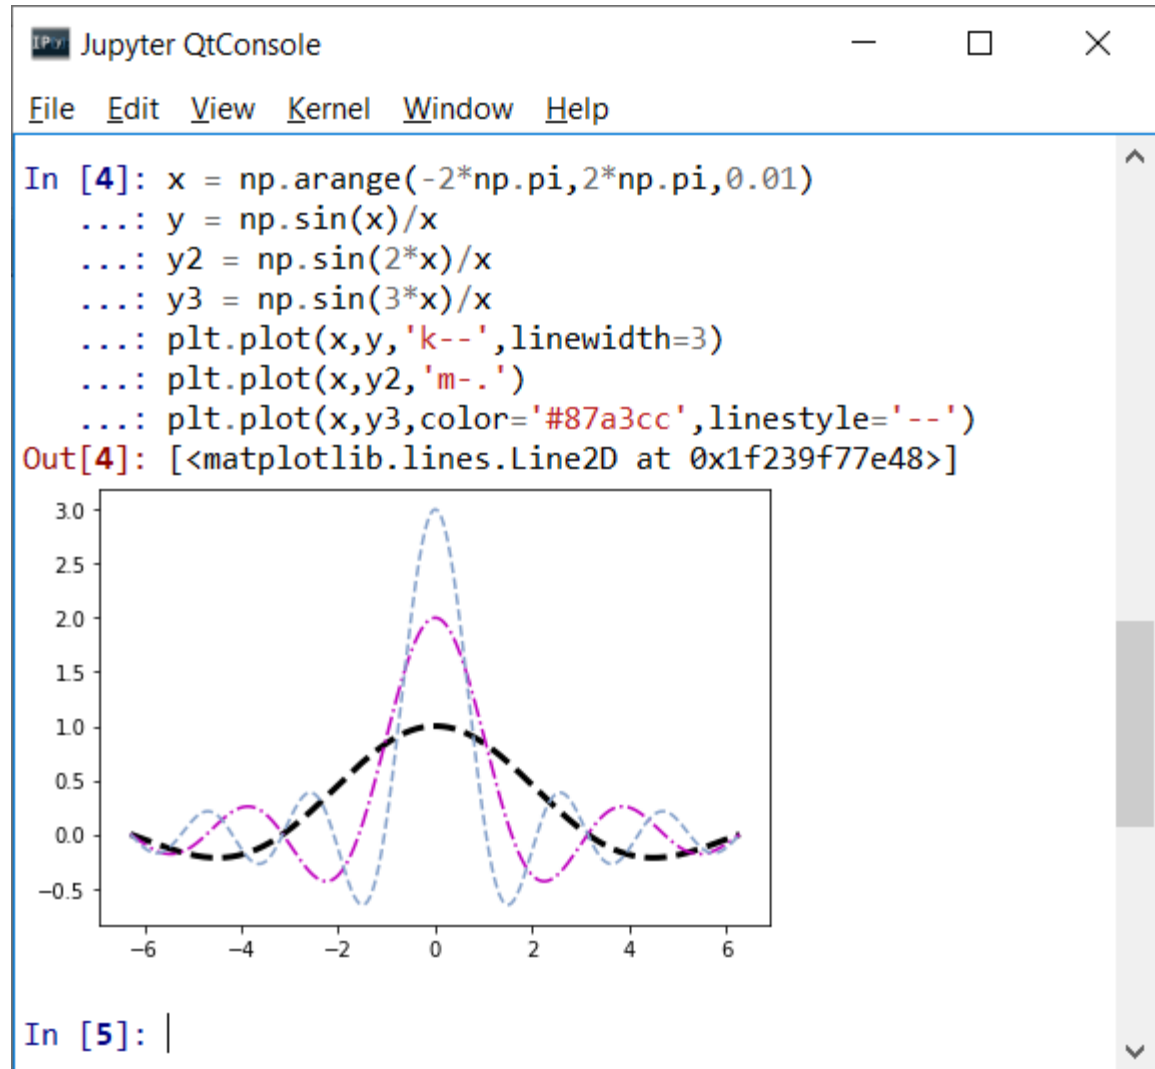 IP[y] Jupyter QtConsole
File Edit View Kernel Window Help
In [4]: x = np.arange(-2*np.pi,2*np.pi,0.01)
...: y = np.sin(x)/x
...: y2 = np.sin(2*x)/x
...: y3 = np.sin(3*x)/x
...: plt.plot(x,y,'k--',linewidth=3)
...: plt.plot(x,y2,'m-.')
...: plt.plot(x,y3,color='#87a3cc',linestyle='--')
Out[4]: [<matplotlib.lines.Line2D at 0x1f239f77e48>]
3.0
2.5
2.0
1.5
1.0
0.5
0.0
−0.5
−6 −4 −2 0 2 4 6
In [5]: